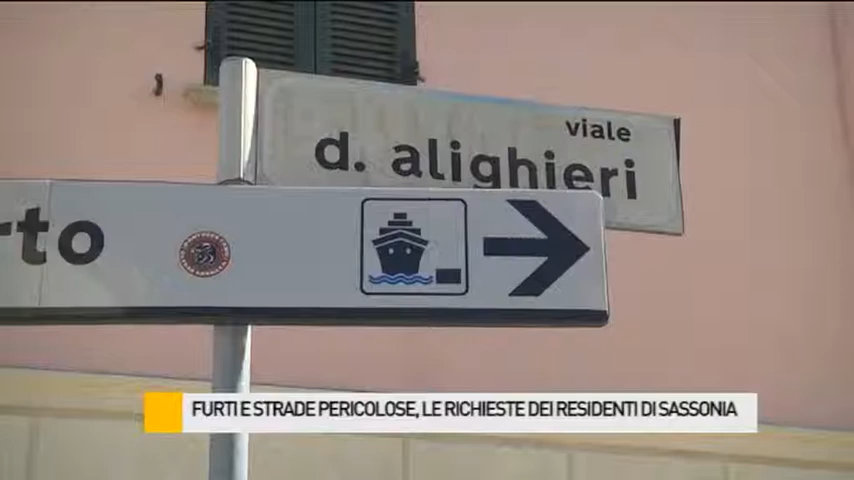 viale
d. alighieri
rto
FURTI E STRADE PERICOLOSE, LE RICHIESTE DEI RESIDENTI DI SASSONIA